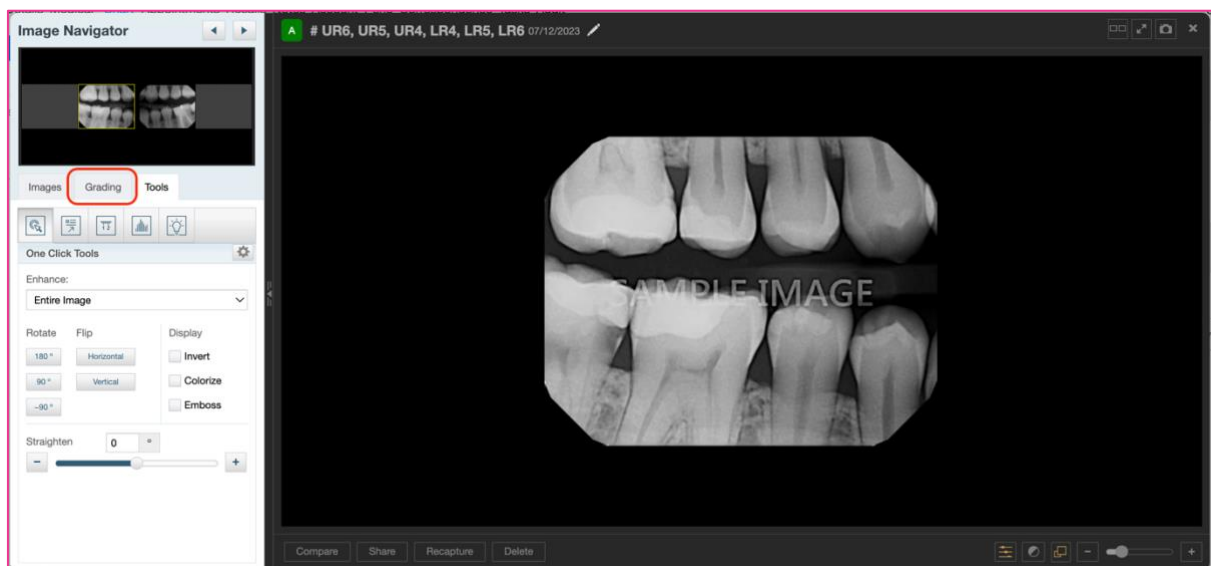 Image Navigator
A # UR6, UR5, UR4, LR4, LR5, LR6 07/12/2023
Images Grading Tools
One Click Tools
Enhance:
Entire Image
Rotate Flip Display
180 ° Horizontal Invert
90 ° Vertical Colorize
-90 ° Emboss
Straighten 0 °
- +
SAMPLE IMAGE
Compare Share Recapture Delete
- +